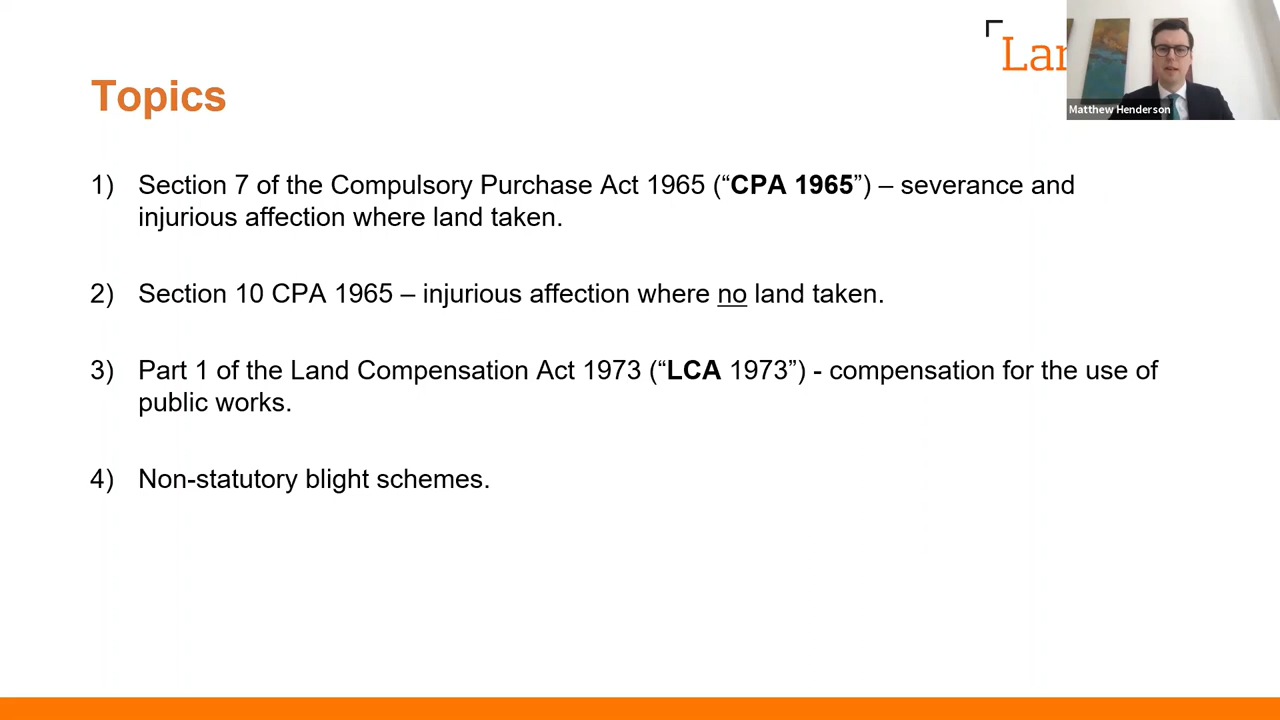 Topics
Matthew Henderson
1) Section 7 of the Compulsory Purchase Act 1965 (“CPA 1965”) – severance and
injurious affection where land taken.
2) Section 10 CPA 1965 – injurious affection where no land taken.
3) Part 1 of the Land Compensation Act 1973 (“LCA 1973”) - compensation for the use of
public works.
4) Non-statutory blight schemes.